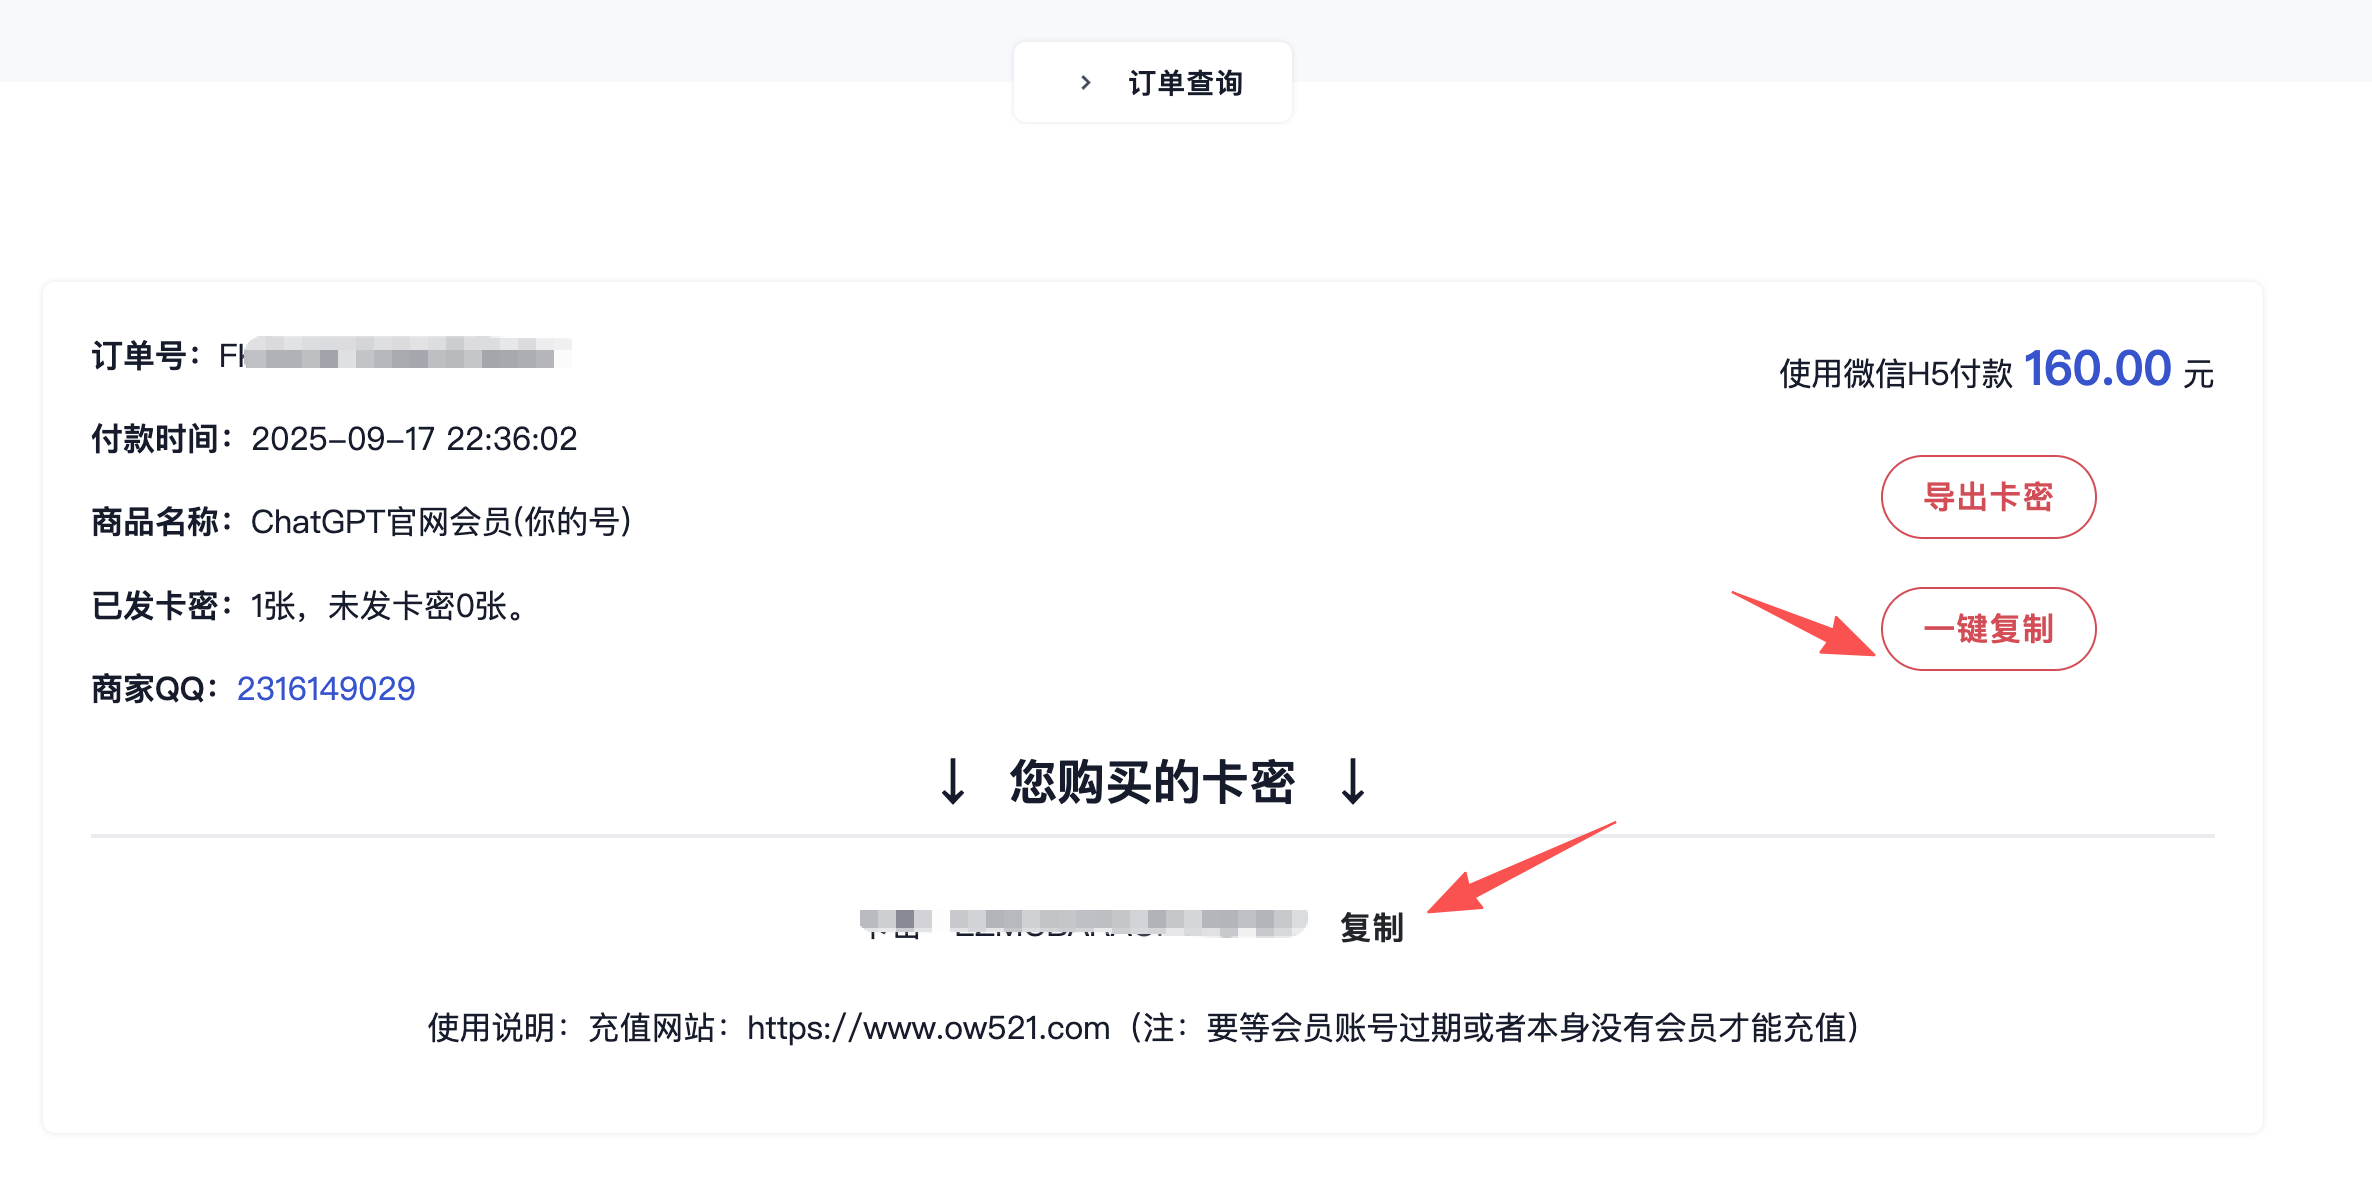 订单查询
订单号：
使用微信H5付款 160.00 元
付款时间：2025-09-17 22:36:02
导出卡密
商品名称：ChatGPT官网会员(你的号)
已发卡密：1张，未发卡密0张。
一键复制
商家QQ：2316149029
↓ 您购买的卡密 ↓
复制
使用说明：充值网站：https://www.ow521.com（注：要等会员账号过期或者本身没有会员才能充值）